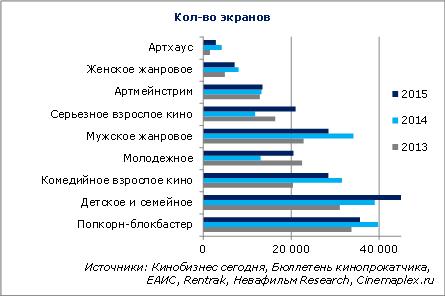 Кол-во экранов
Артхаус
Женское жанровое
Артмейнстрим
Серьезное взрослое кино
Мужское жанровое
Молодежное
Комедийное взрослое кино
Детское и семейное
Попкорн-блокбастер
2015
2014
2013
0 20 000 40 000
Источники: Кинобизнес сегодня, Бюллетень кинопрокатчика,
ЕАИС, Rentrak, Невафильм Research, Cinemaplex.ru